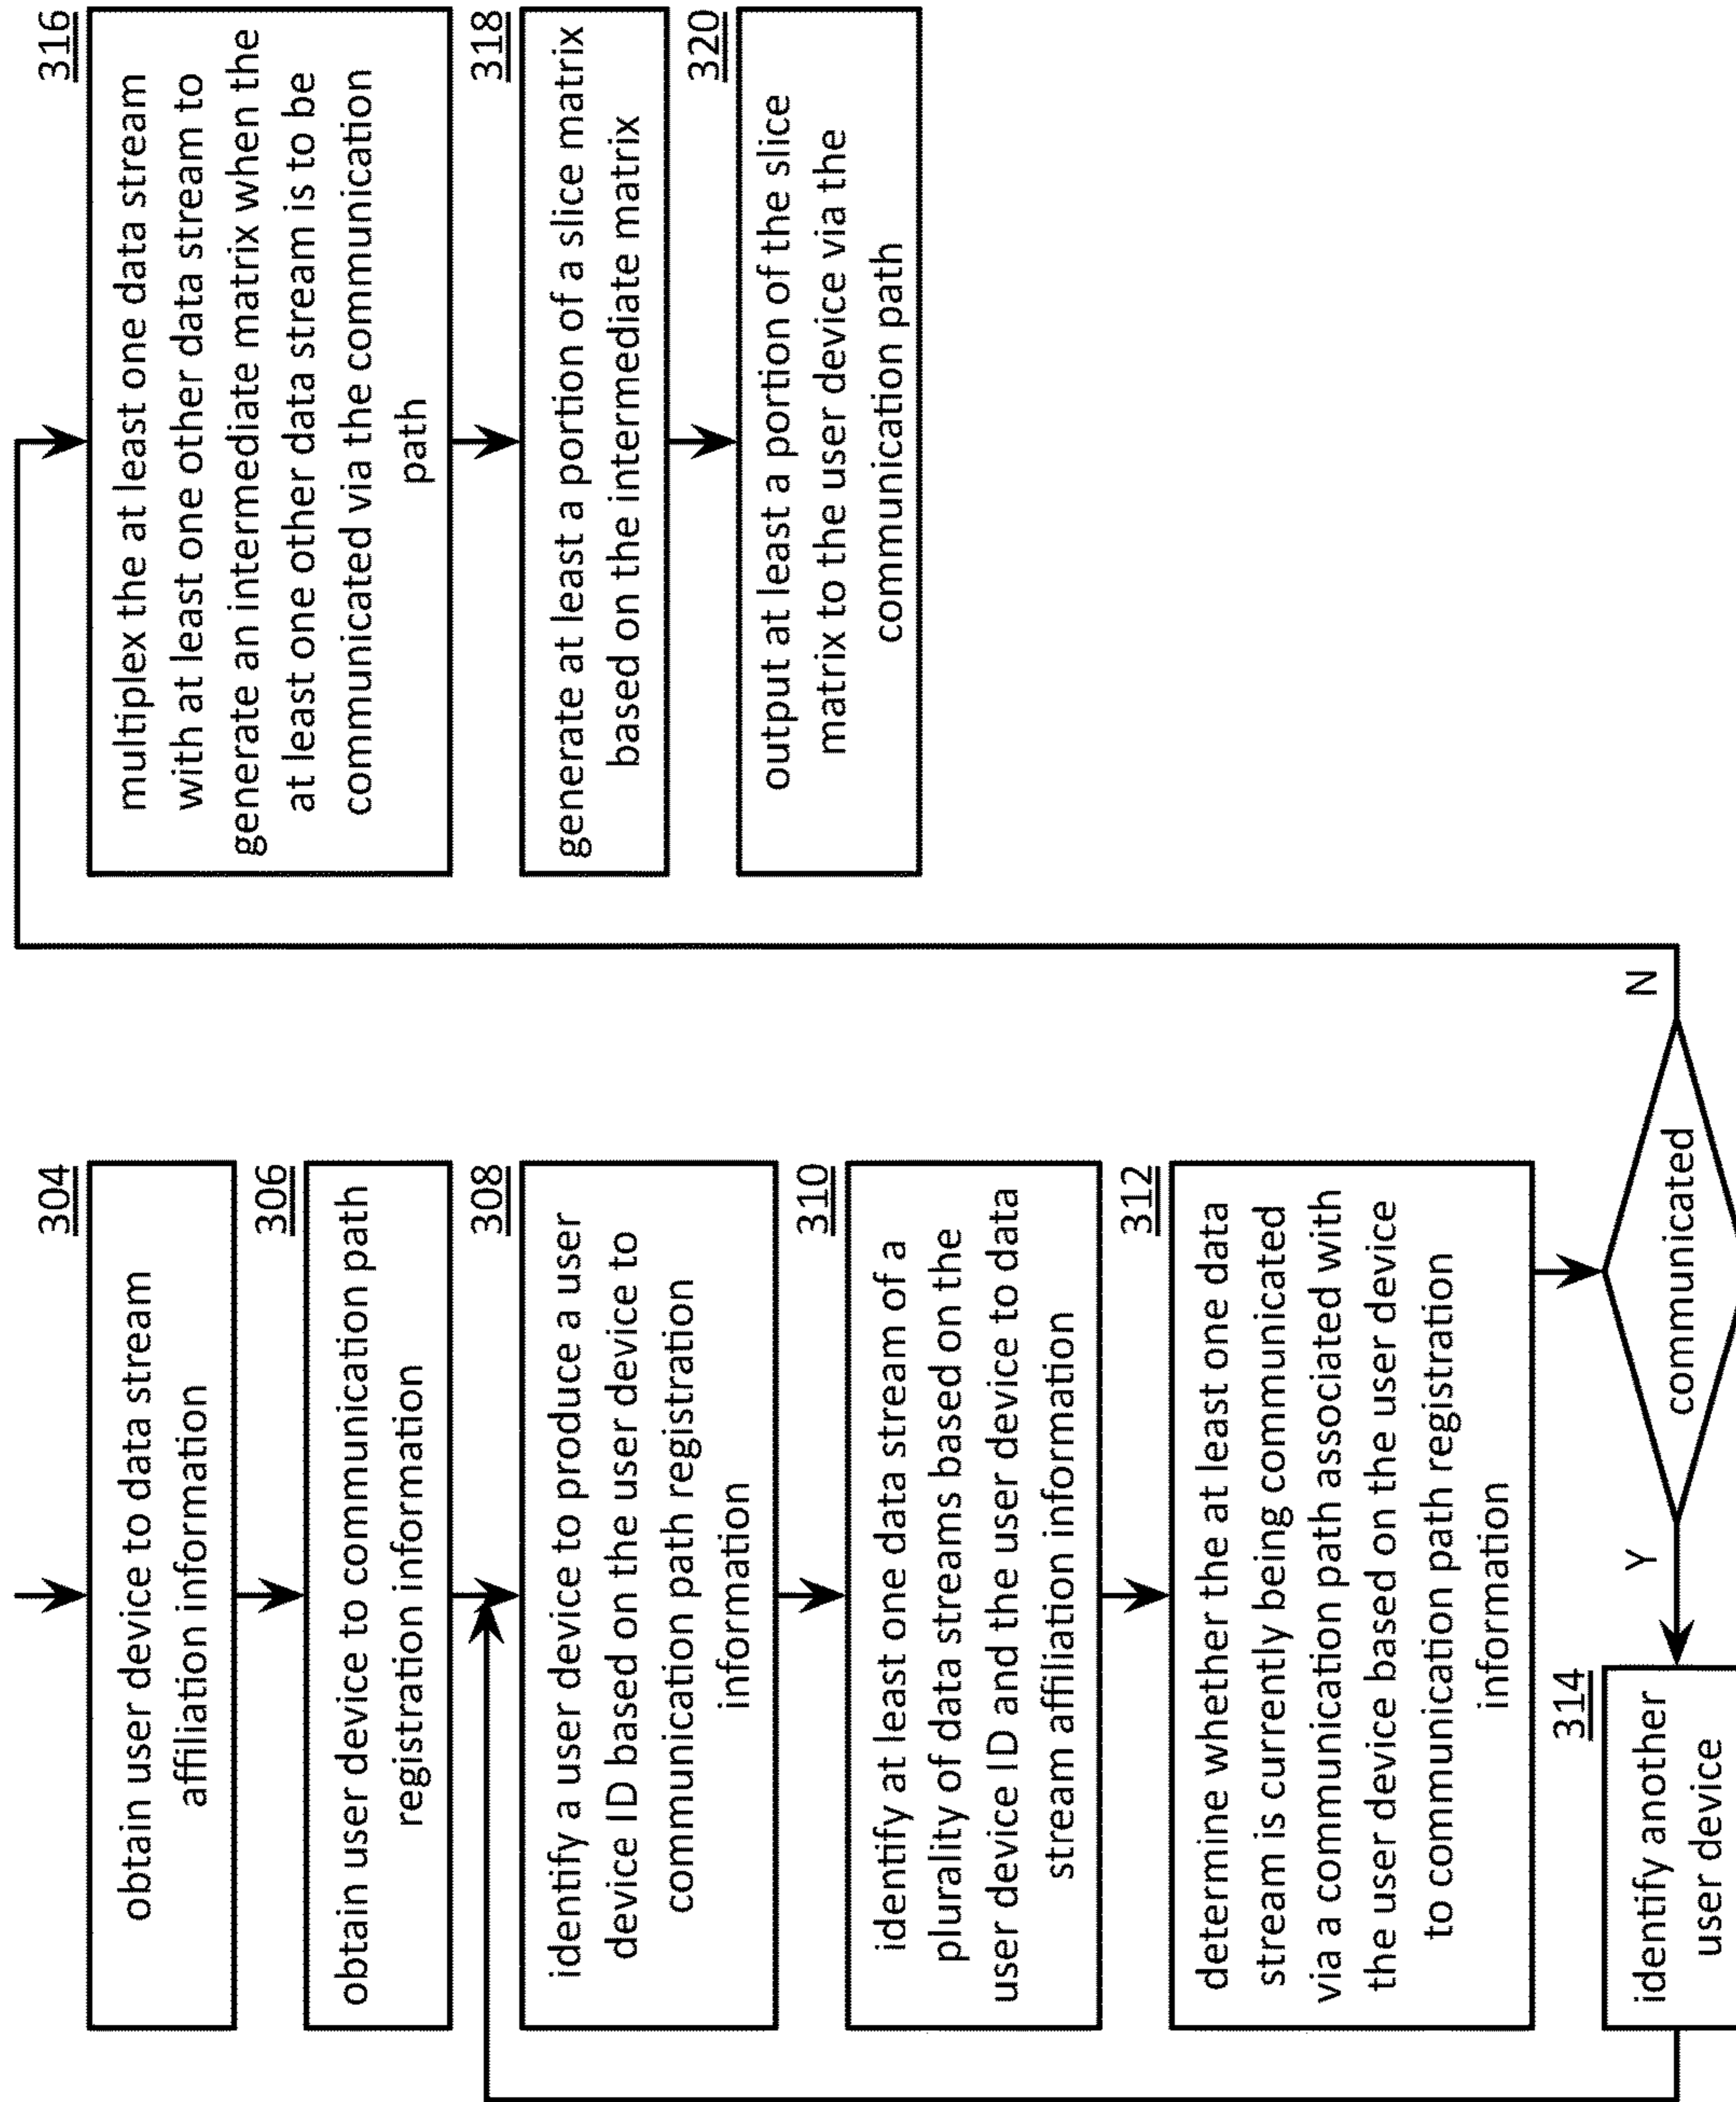 304
obtain user device to data stream
affiliation information
306
obtain user device to communication path
registration information
308
identify a user device to produce a user
device ID based on the user device to
communication path registration
information
310
identify at least one data stream of a
plurality of data streams based on the
user device ID and the user device to data
stream affiliation information
312
determine whether the at least one data
stream is currently being communicated
via a communication path associated with
the user device based on the user device
to communication path registration
information
communicated
Y
N
314
identify another
user device
316
multiplex the at least one data stream
with at least one other data stream to
generate an intermediate matrix when the
at least one other data stream is to be
communicated via the communication
path
318
generate at least a portion of a slice matrix
based on the intermediate matrix
320
output at least a portion of the slice
matrix to the user device via the
communication path